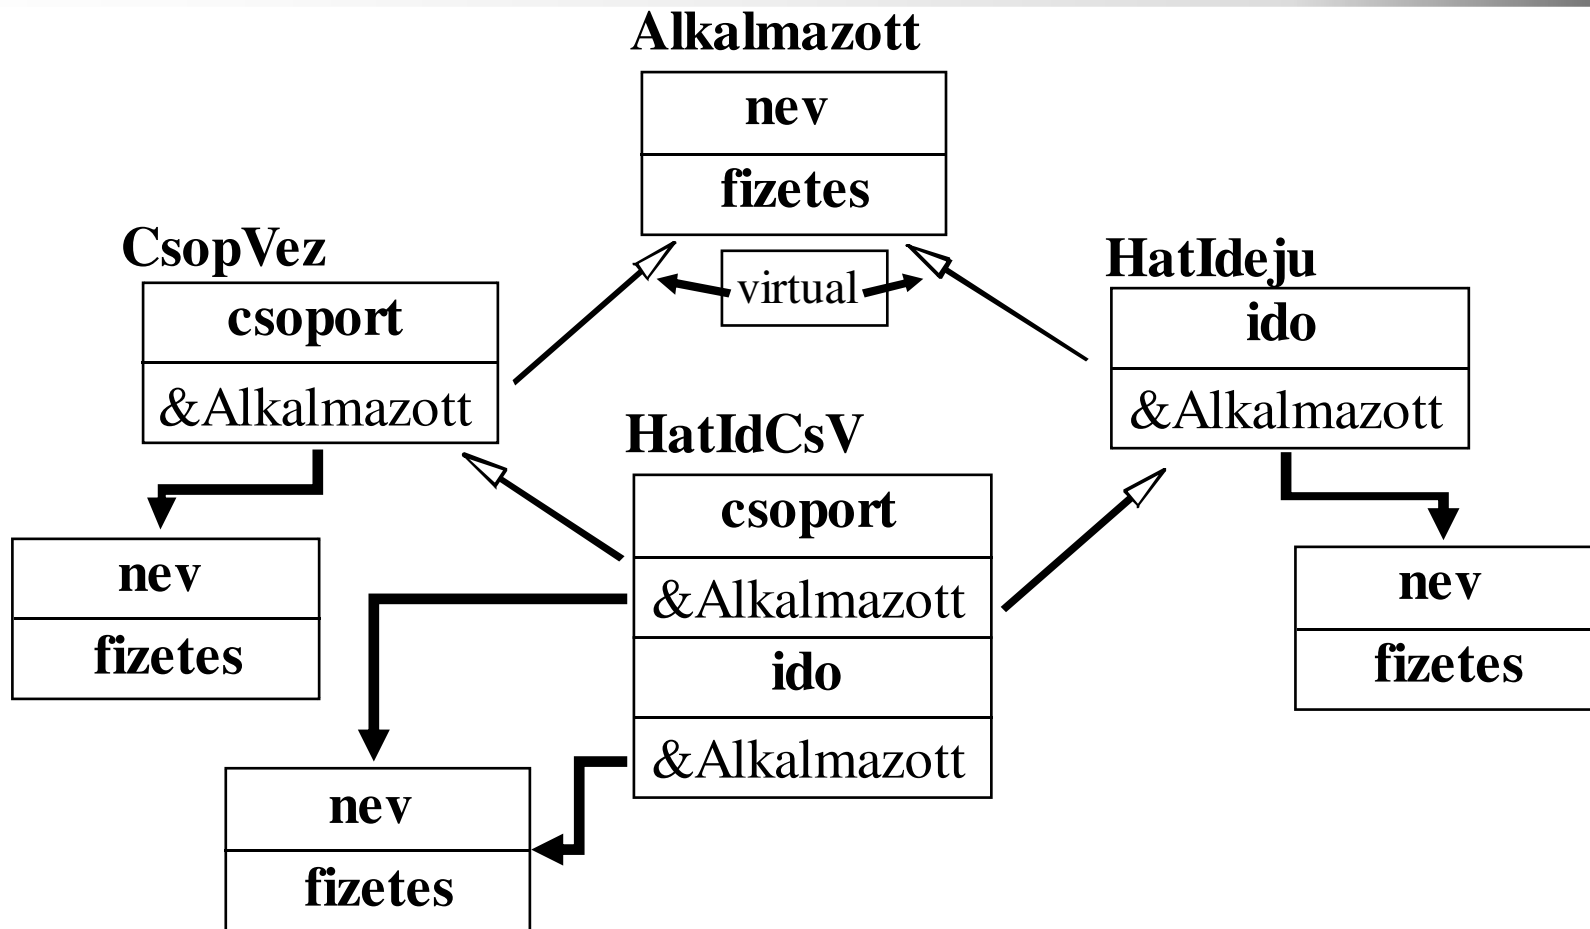 Alkalmazott
nev
fizetes
virtual
CsopVez
csoport
&Alkalmazott
HatIdeju
ido
&Alkalmazott
HatIdCsV
csoport
&Alkalmazott
ido
&Alkalmazott
nev
fizetes
nev
fizetes
nev
fizetes